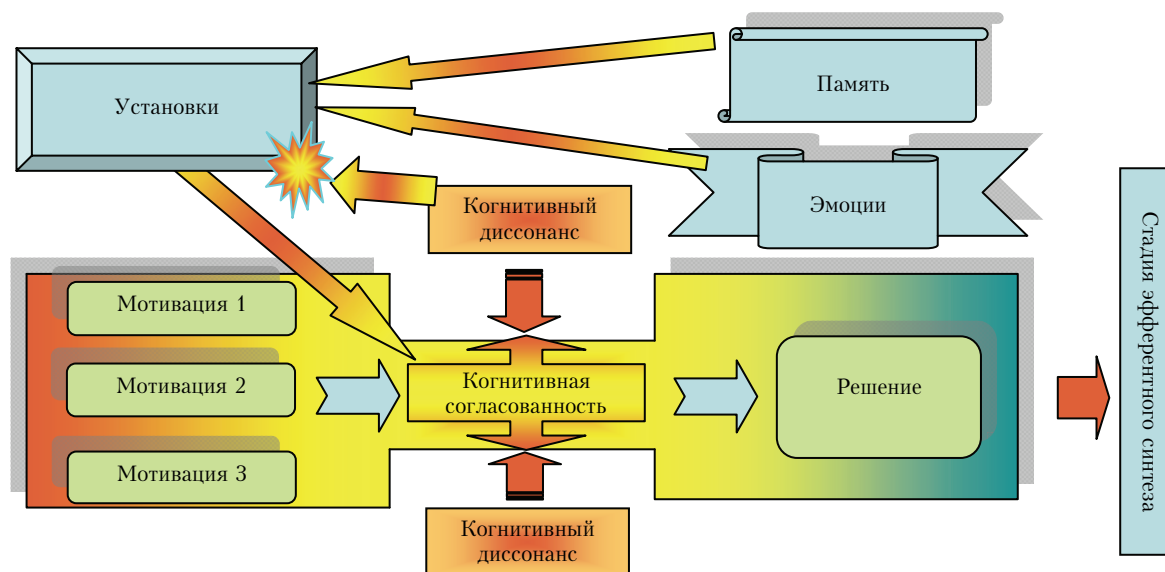 Установки
Память
Эмоции
Когнитивный
диссонанс
Мотивация 1
Мотивация 2
Мотивация 3
Когнитивная
согласованность
Решение
Когнитивный
диссонанс
Стадия эфферентного синтеза